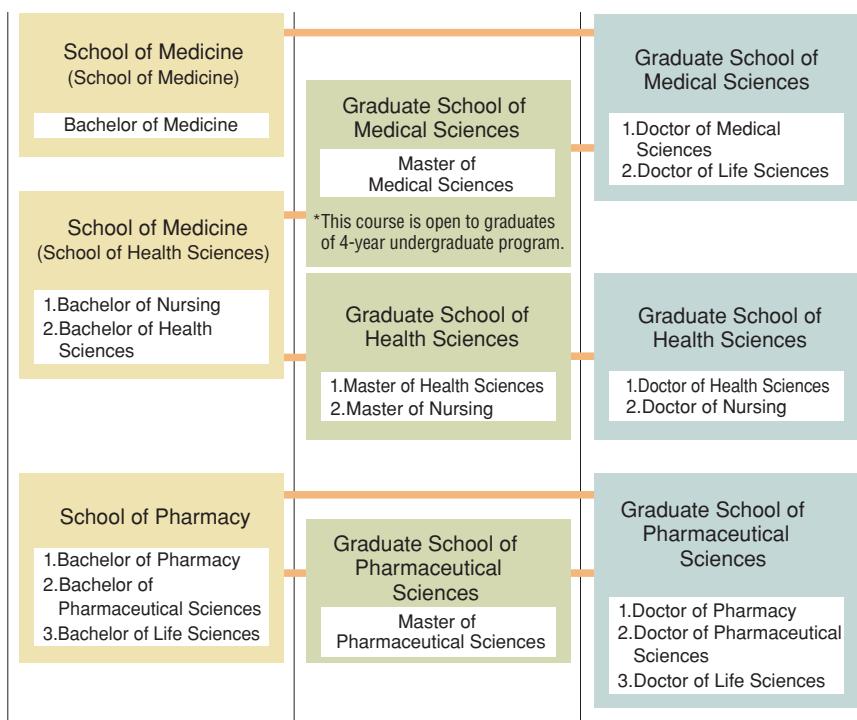 School of Medicine
(School of Medicine)
Bachelor of Medicine
School of Medicine
(School of Health Sciences)
1.Bachelor of Nursing
2.Bachelor of Health
Sciences
School of Pharmacy
1.Bachelor of Pharmacy
2.Bachelor of
Pharmaceutical Sciences
3.Bachelor of Life Sciences
Graduate School of
Medical Sciences
Master of
Medical Sciences
*This course is open to graduates
of 4-year undergraduate program.
Graduate School of
Health Sciences
1.Master of Health Sciences
2.Master of Nursing
Graduate School of
Pharmaceutical
Sciences
Master of
Pharmaceutical Sciences
Graduate School of
Medical Sciences
1.Doctor of Medical
Sciences
2.Doctor of Life Sciences
Graduate School of
Health Sciences
1.Doctor of Health Sciences
2.Doctor of Nursing
Graduate School of
Pharmaceutical
Sciences
1.Doctor of Pharmacy
2.Doctor of Pharmaceutical
Sciences
3.Doctor of Life Sciences